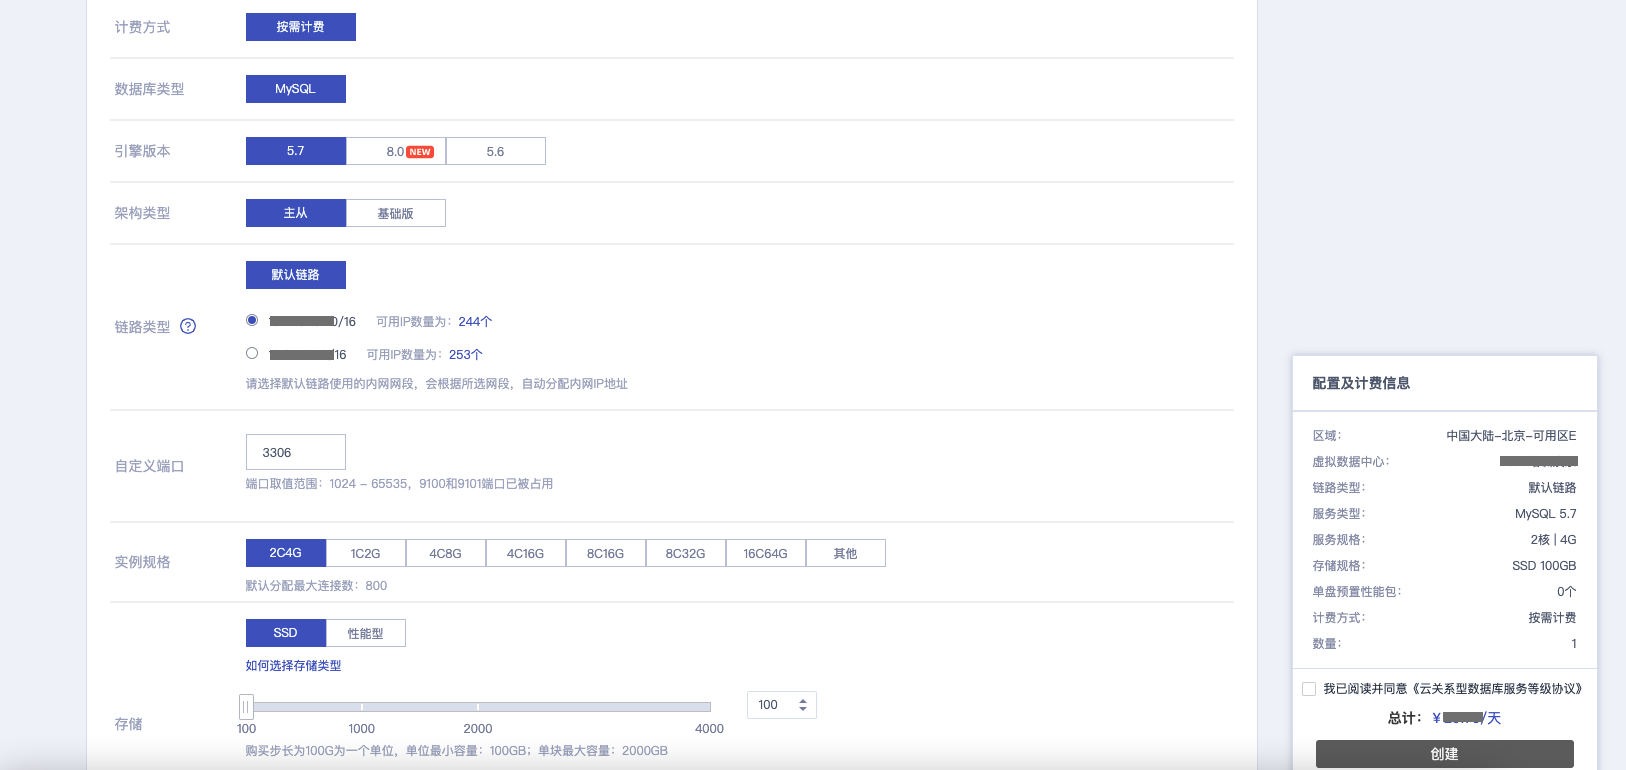 计费方式 按需计费
数据库类型 MySQL
引擎版本 5.7 8.0 NEW 5.6
架构类型 主从 基础版
默认链路
链路类型 ?
/16 可用IP数量为：244个
/16 可用IP数量为：253个
请选择默认链路使用的内网网段，会根据所选网段，自动分配内网IP地址
自定义端口 3306
端口取值范围：1024 - 65535，9100和9101端口已被占用
实例规格 2C4G 1C2G 4C8G 4C16G 8C16G 8C32G 16C64G 其他
默认分配最大连接数：800
SSD 性能型
如何选择存储类型
存储 100
100 1000 2000 4000
购买步长为100G为一个单位，单位最小容量：100GB；单块最大容量：2000GB
配置及计费信息
区域： 中国大陆-北京-可用区E
虚拟数据中心：
链路类型： 默认链路
服务类型： MySQL 5.7
服务规格： 2核 | 4G
存储规格： SSD 100GB
单盘预置性能包： 0个
计费方式： 按需计费
数量： 1
我已阅读并同意《云关系型数据库服务等级协议》
总计： ¥ /天
创建